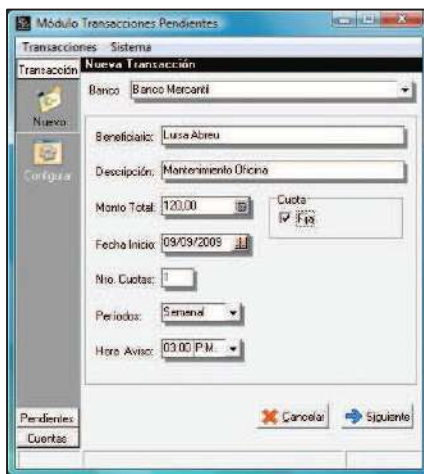 Módulo Transacciones Pendientes
Transacciones Sistema
Transacción
Nueva Transacción
Nuevo
Configurar
Banco Banco Mercantil
Beneficiario: Luisa Abreu
Descripción: Mantenimiento Oficina
Monto Total: 120,00
Cuota
Fija
Fecha Inicio: 09/09/2009
Nro. Cuotas: 1
Períodos: Semanal
Hora Aviso: 03:00 P.M.
Cancelar
Siguiente
Pendientes
Cuentas